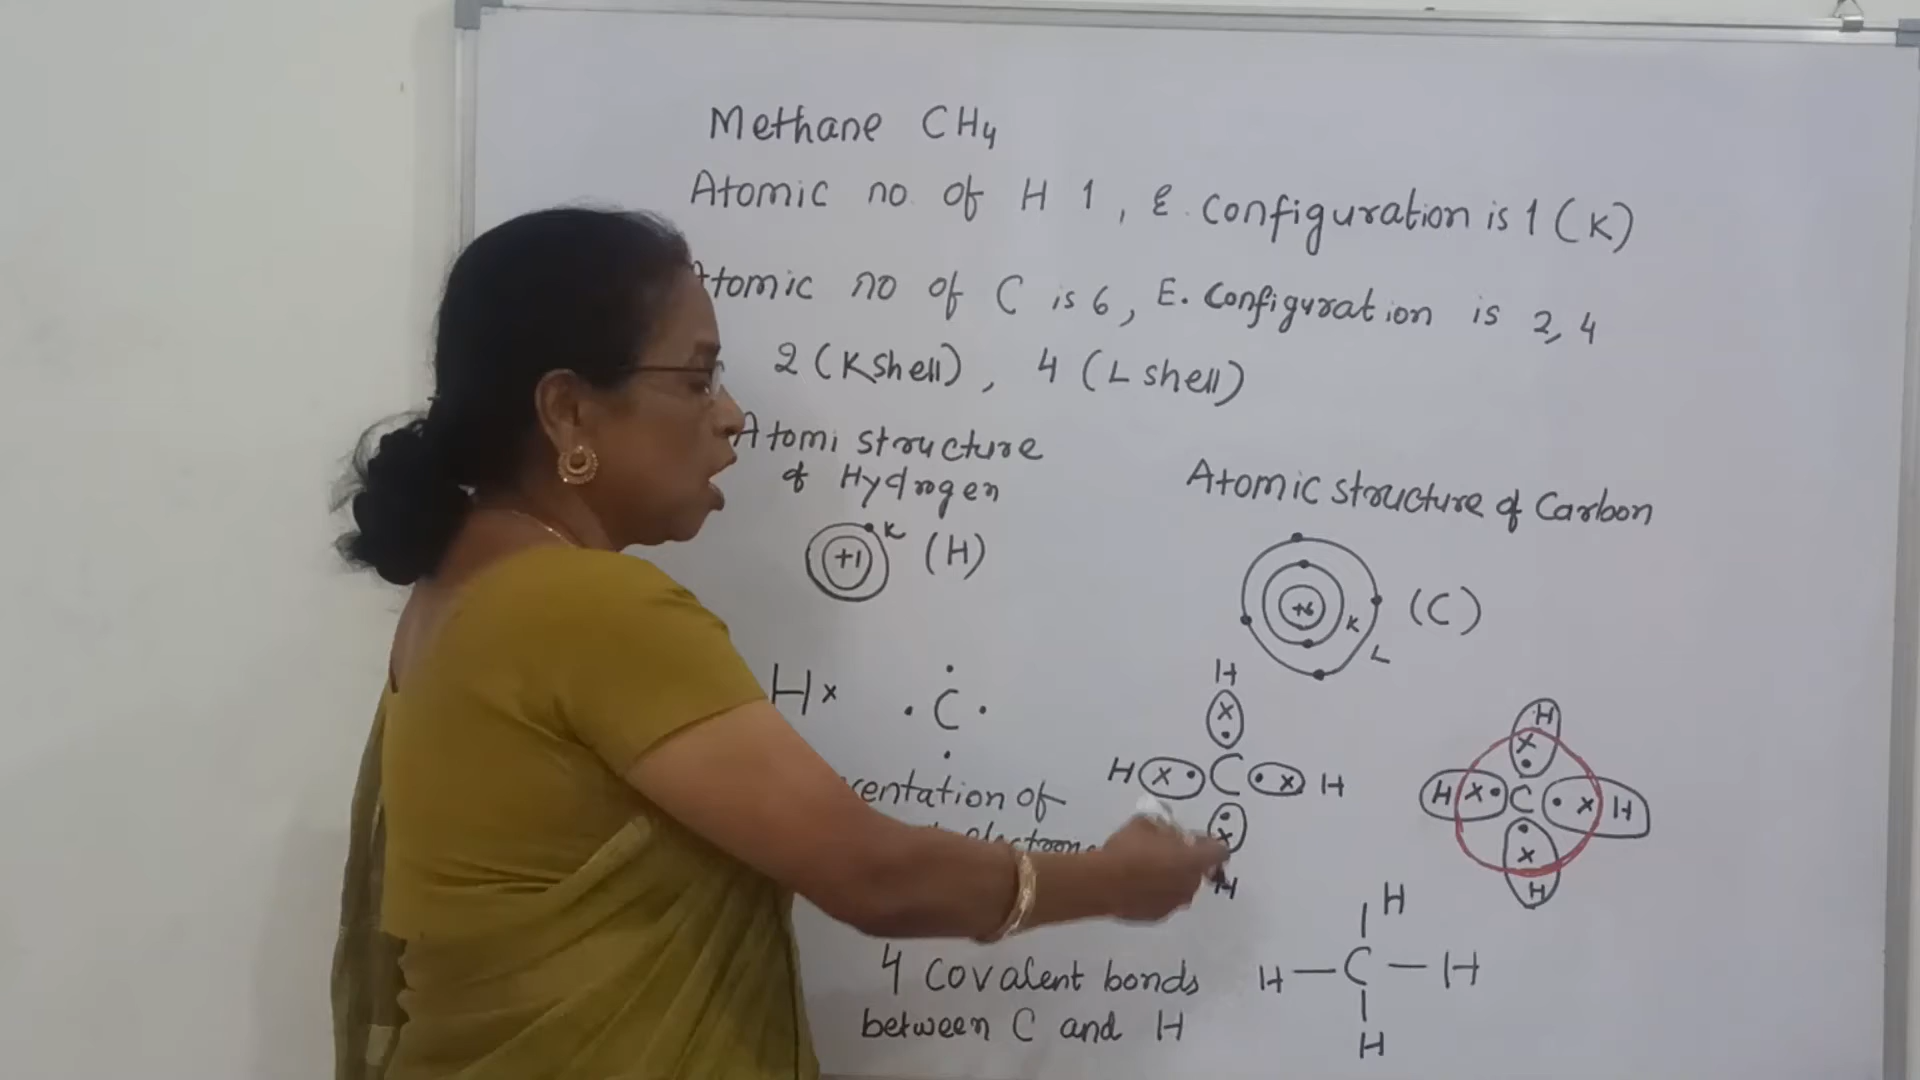 Methane CH4
Atomic no. of H 1, E. Configuration is 1 (K)
Atomic no of C is 6, E. Configuration is 2, 4
2 (K Shell), 4 (L shell)
Atomi structure
of Hydrogen
Atomic structure of Carbon
+1 K (H)
+6 K L (C)
H x
C
H
H x C x H
x
H
H
x
H x C x H
x
H
of
4 Covalent bonds
between C and H
H
H — C — H
H